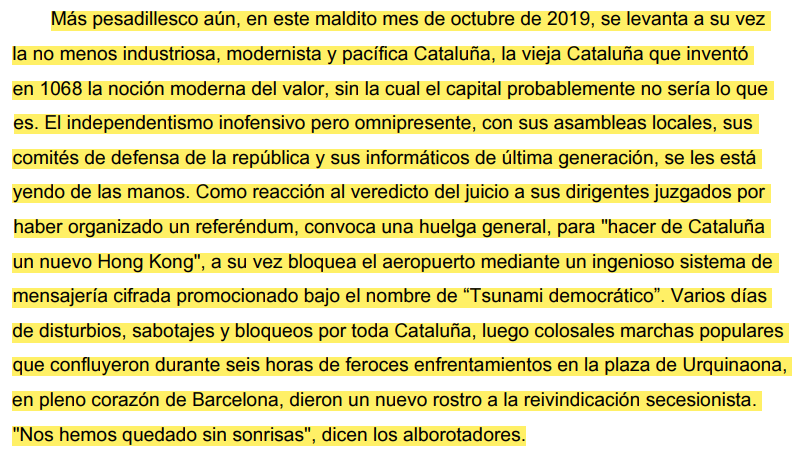 Más pesadillesco aún, en este maldito mes de octubre de 2019, se levanta a su vez
la no menos industriosa, modernista y pacífica Cataluña, la vieja Cataluña que inventó
en 1068 la noción moderna del valor, sin la cual el capital probablemente no sería lo que
es. El independentismo inofensivo pero omnipresente, con sus asambleas locales, sus
comités de defensa de la república y sus informáticos de última generación, se les está
yendo de las manos. Como reacción al veredicto del juicio a sus dirigentes juzgados por
haber organizado un referéndum, convoca una huelga general, para "hacer de Cataluña
un nuevo Hong Kong", a su vez bloquea el aeropuerto mediante un ingenioso sistema de
mensajería cifrada promocionado bajo el nombre de “Tsunami democrático”. Varios días
de disturbios, sabotajes y bloqueos por toda Cataluña, luego colosales marchas populares
que confluyeron durante seis horas de feroces enfrentamientos en la plaza de Urquinaona,
en pleno corazón de Barcelona, dieron un nuevo rostro a la reivindicación secesionista.
"Nos hemos quedado sin sonrisas", dicen los alborotadores.